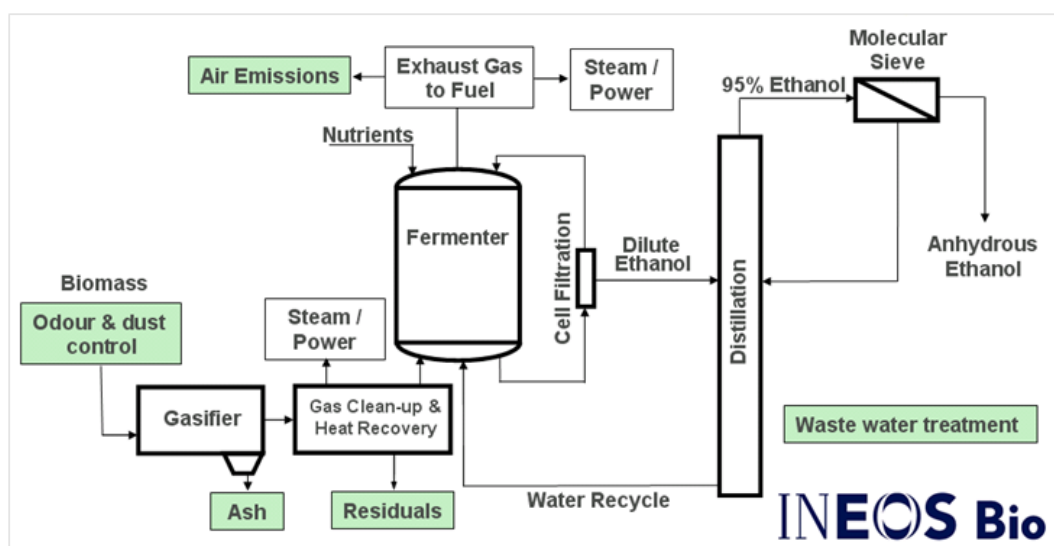 Molecular
Sieve
Air Emissions
Exhaust Gas
to Fuel
Steam /
Power
95% Ethanol
Nutrients
Fermenter
Cell Filtration
Dilute
Ethanol
Distillation
Anhydrous
Ethanol
Biomass
Odour & dust
control
Steam /
Power
Gasifier
Gas Clean-up &
Heat Recovery
Waste water treatment
Ash
Residuals
Water Recycle
INEOS Bio